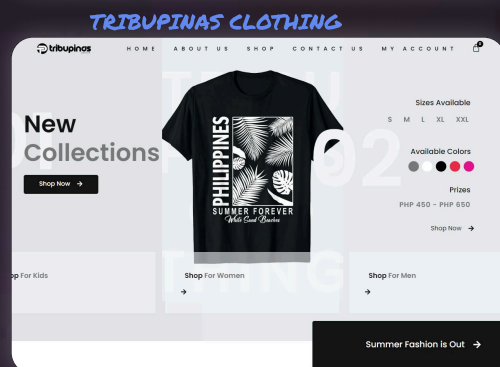 TRIBUPINAS CLOTHING
tribupinas
HOME ABOUT US SHOP CONTACT US MY ACCOUNT
0
New
Collections
Shop Now
PHILIPPINES
SUMMER FOREVER
White Sand Beaches
02
Sizes Available
S M L XL XXL
Available Colors
Prizes
PHP 450 - PHP 650
Shop Now
For Kids
Shop For Women
Shop For Men
THING
Summer Fashion is Out